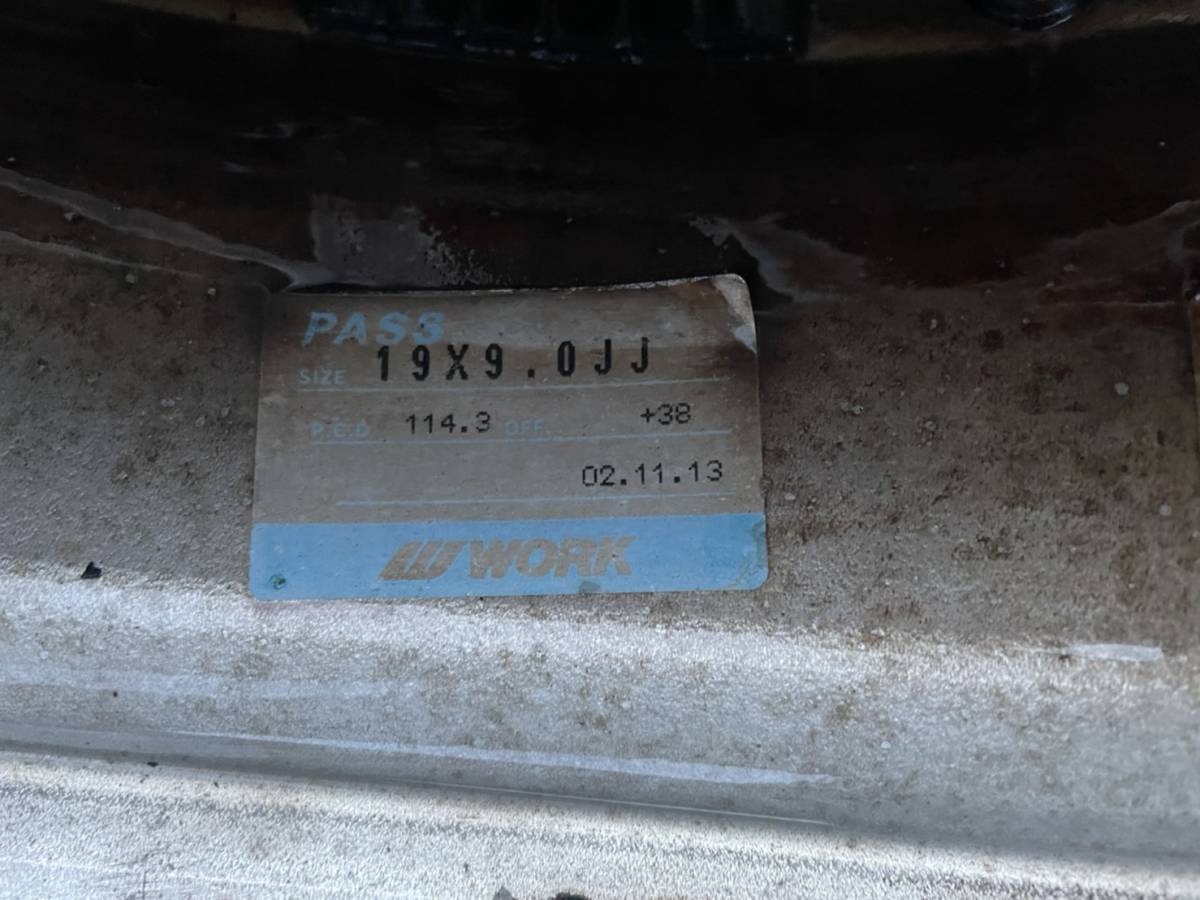 PASS
SIZE 19X9.0JJ
P.C.D 114.3 OFF. +38
02.11.13
WORK